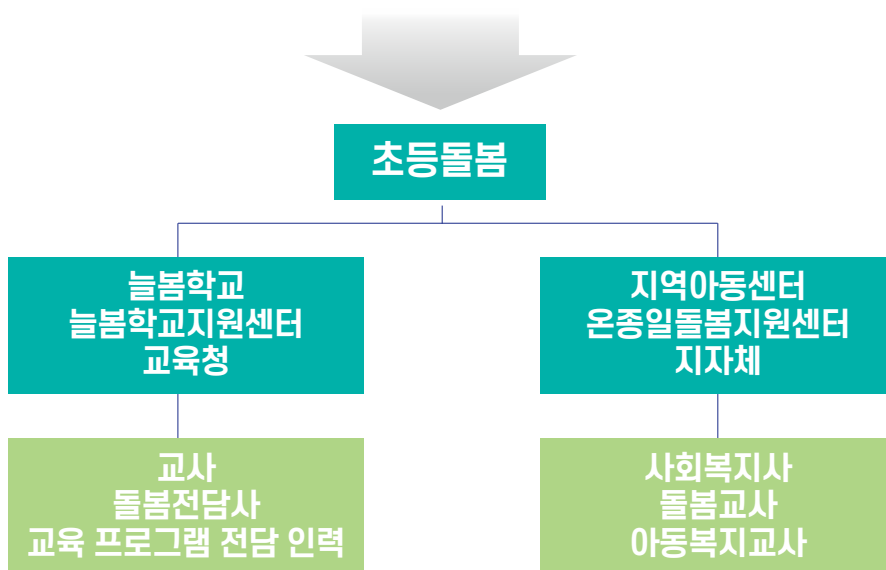 초등돌봄
늘봄학교
늘봄학교지원센터
교육청
지역아동센터
온종일돌봄지원센터
지자체
교사
돌봄전담사
교육 프로그램 전담 인력
사회복지사
돌봄교사
아동복지교사